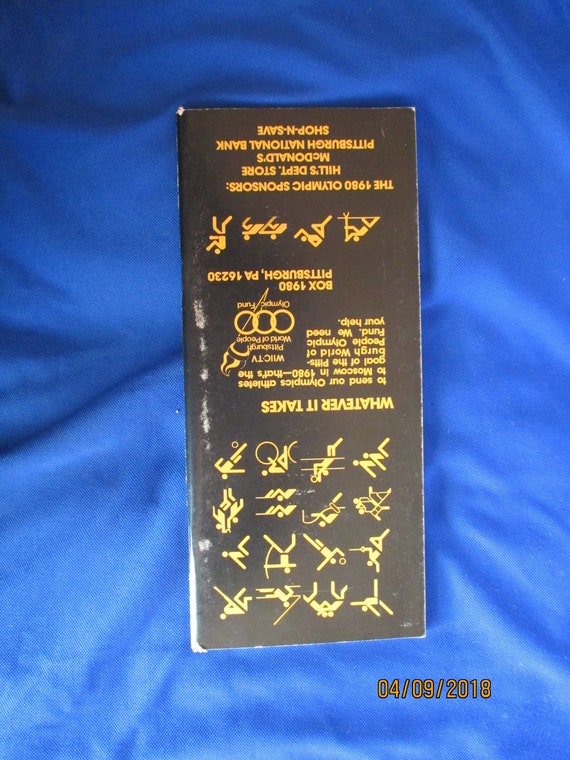 WHATEVER IT TAKES
to send our Olympics athletes
to Moscow in 1980—that's the
goal of the Pitts-
burgh World of
People Olympic
Fund. We need
your help.
WIIC-TV
Pittsburgh
World of People
Olympic Fund
BOX 1980
PITTSBURGH, PA 16230
THE 1980 OLYMPIC SPONSORS:
HILL'S DEPT. STORE
McDONALD'S
PITTSBURGH NATIONAL BANK
SHOP-N-SAVE
04/09/2018